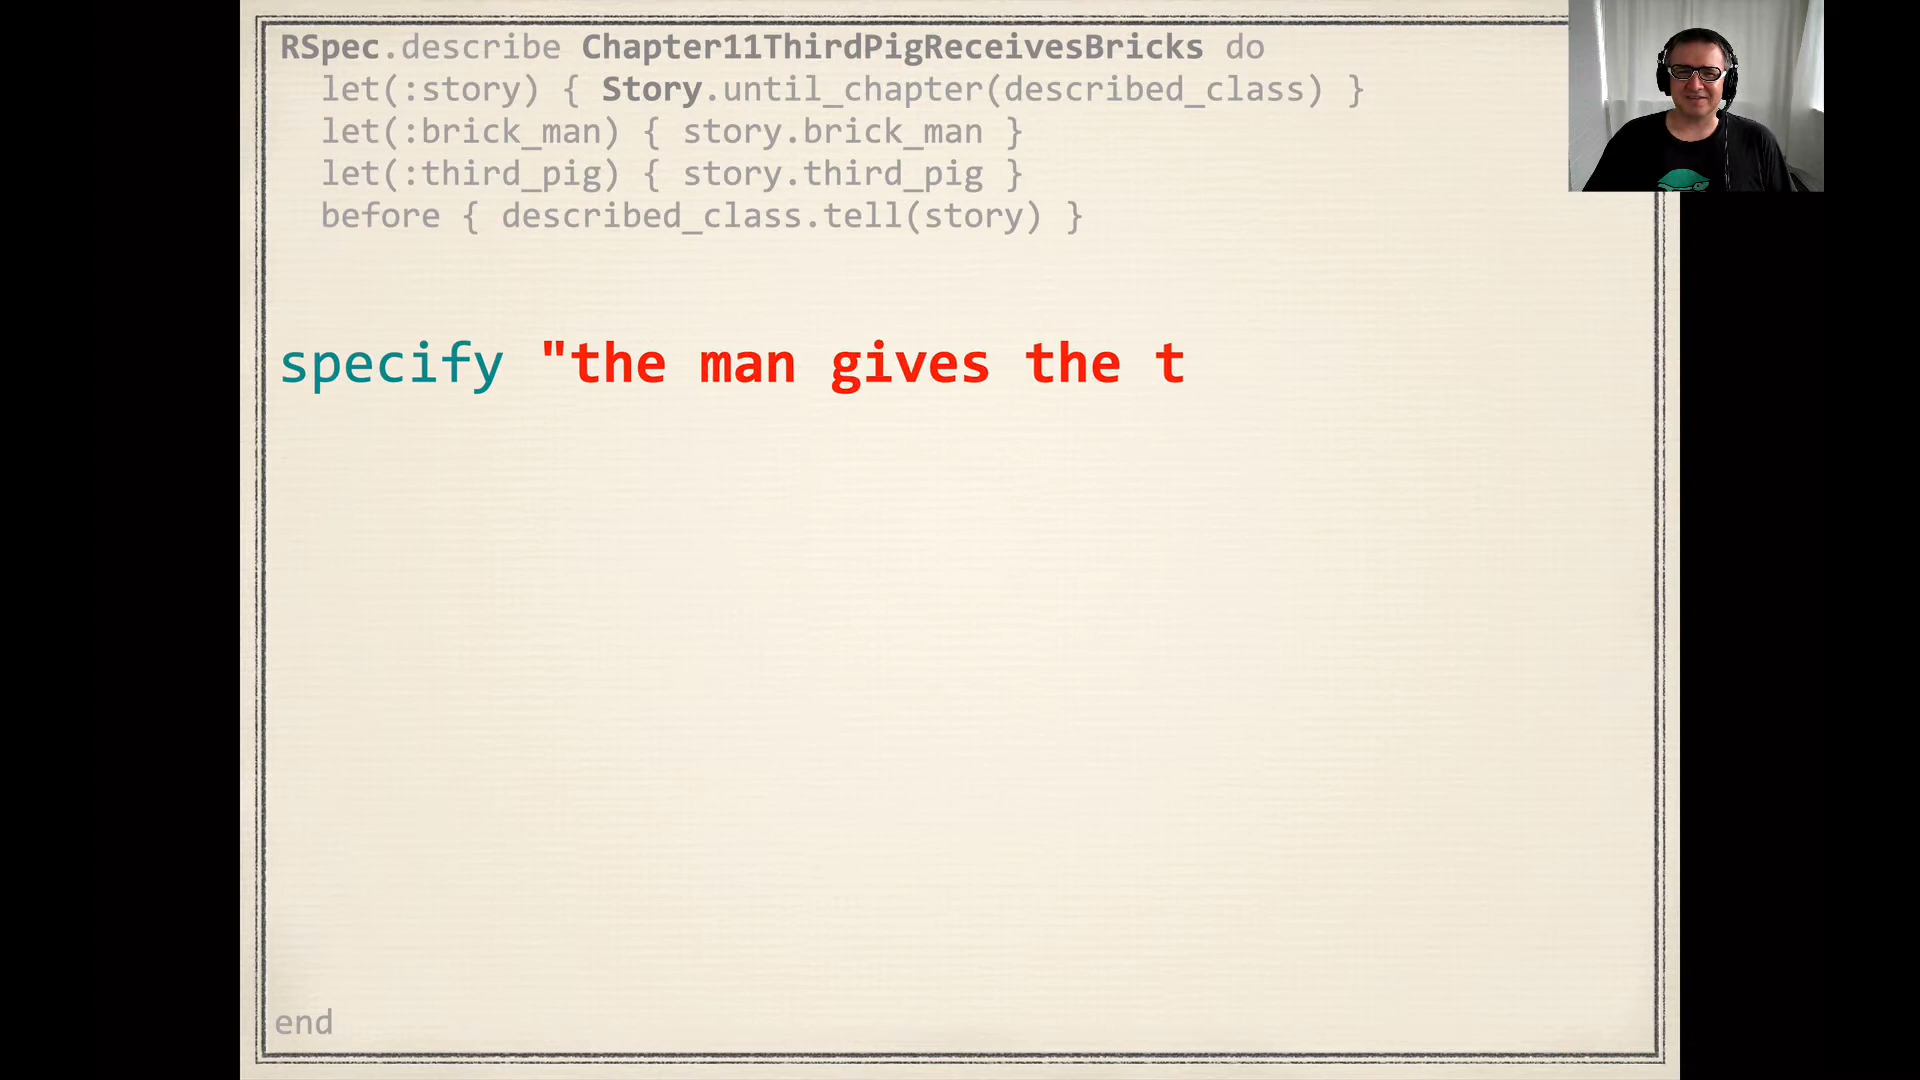 RSpec.describe Chapter11ThirdPigReceivesBricks do
let(:story) { Story.until_chapter(described_class) }
let(:brick_man) { story.brick_man }
let(:third_pig) { story.third_pig }
before { described_class.tell(story) }
specify "the man gives the t
end